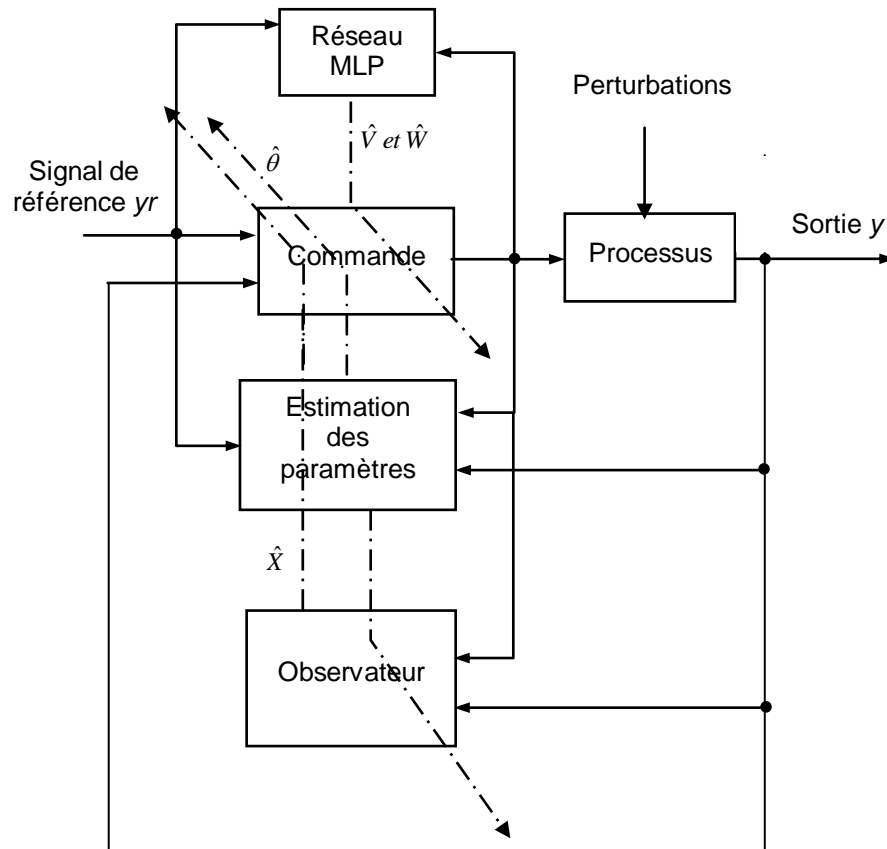 Réseau
MLP
Perturbations
V̂ et Ŵ
θ̂
Signal de
référence yr
Commande
Processus
Sortie y
Estimation
des
paramètres
X̂
Observateur